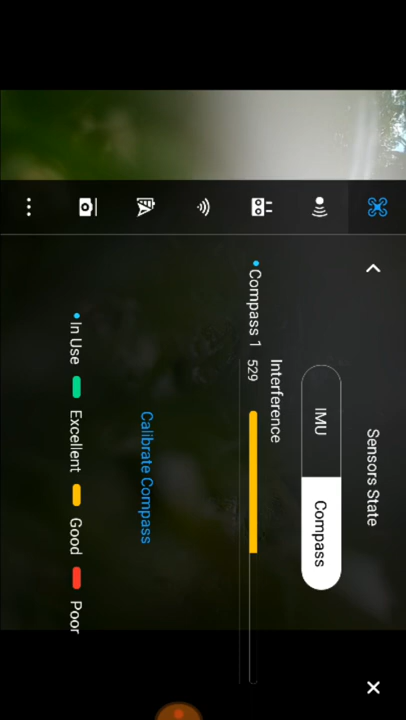 Sensors State
IMU
Compass
Interference
Compass 1
529
Calibrate Compass
In Use
Excellent
Good
Poor